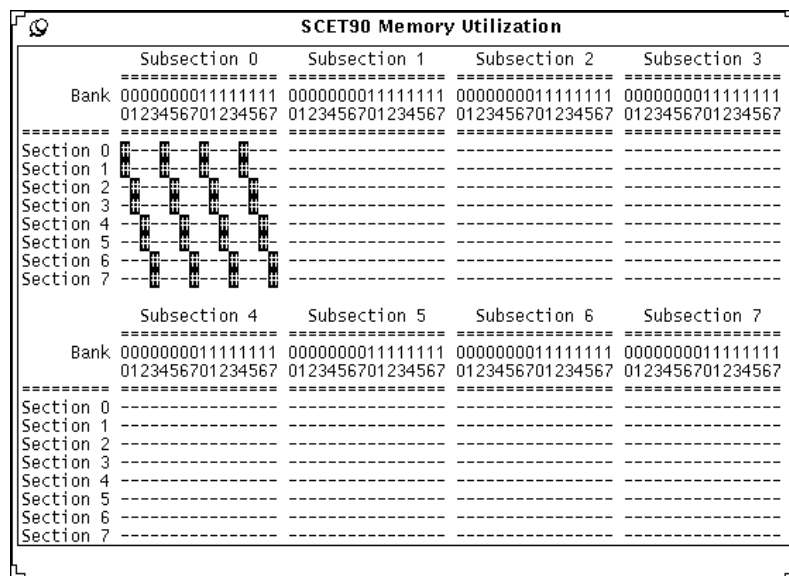 SCET90 Memory Utilization
Subsection 0 Subsection 1 Subsection 2 Subsection 3
================ ================ ================ ================
Bank 0000000011111111 0000000011111111 0000000011111111 0000000011111111
0123456701234567 0123456701234567 0123456701234567 0123456701234567
========= ================ ================ ================ ================
Section 0 ▦---▦---▦---▦--- ---------------- ---------------- ----------------
Section 1 ▦---▦---▦---▦--- ---------------- ---------------- ----------------
Section 2 -▦---▦---▦---▦-- ---------------- ---------------- ----------------
Section 3 -▦---▦---▦---▦-- ---------------- ---------------- ----------------
Section 4 --▦---▦---▦---▦- ---------------- ---------------- ----------------
Section 5 --▦---▦---▦---▦- ---------------- ---------------- ----------------
Section 6 ---▦---▦---▦---▦ ---------------- ---------------- ----------------
Section 7 ---▦---▦---▦---▦ ---------------- ---------------- ----------------
Subsection 4 Subsection 5 Subsection 6 Subsection 7
================ ================ ================ ================
Bank 0000000011111111 0000000011111111 0000000011111111 0000000011111111
0123456701234567 0123456701234567 0123456701234567 0123456701234567
========= ================ ================ ================ ================
Section 0 ---------------- ---------------- ---------------- ----------------
Section 1 ---------------- ---------------- ---------------- ----------------
Section 2 ---------------- ---------------- ---------------- ----------------
Section 3 ---------------- ---------------- ---------------- ----------------
Section 4 ---------------- ---------------- ---------------- ----------------
Section 5 ---------------- ---------------- ---------------- ----------------
Section 6 ---------------- ---------------- ---------------- ----------------
Section 7 ---------------- ---------------- ---------------- ----------------